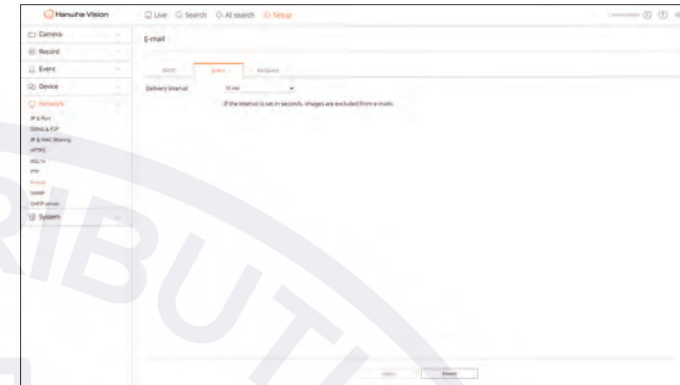 Hanwha Vision
Live Search AI search Setup
Camera
Record
Event
Device
Network
IP & Port
DDNS & P2P
IP & MAC filtering
HTTPS
802.1x
FTP
E-mail
SNMP
DHCP server
System
E-mail
SMTP Event Recipient
Delivery interval 10 min
If the interval is set in seconds, images are excluded from e-mails.
RIBUTI